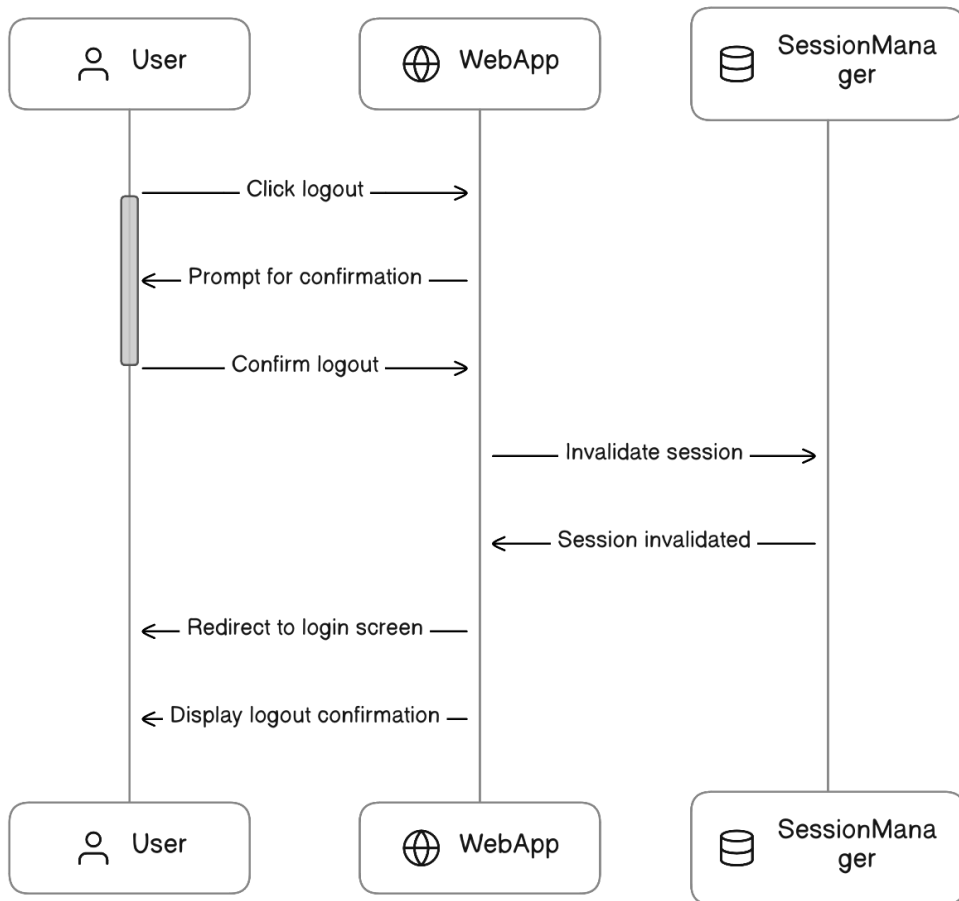 User
WebApp
SessionMana
ger
Click logout
Prompt for confirmation
Confirm logout
Invalidate session
Session invalidated
Redirect to login screen
Display logout confirmation
User
WebApp
SessionMana
ger